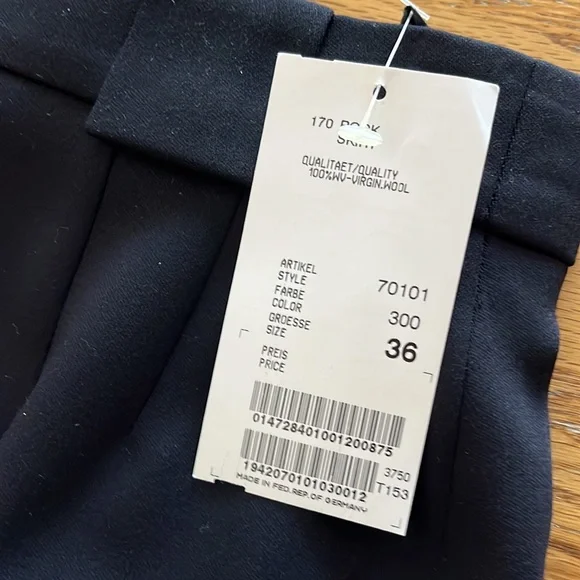 170 ROCK
SKIRT
QUALITAET/QUALITY
100%WV-VIRGIN.WOOL
ARTIKEL
STYLE 70101
FARBE
COLOR 300
GROESSE
SIZE 36
PREIS
PRICE
014728401001200875
3750
1942070101030012 T153
MADE IN FED.REP.OF GERMANY